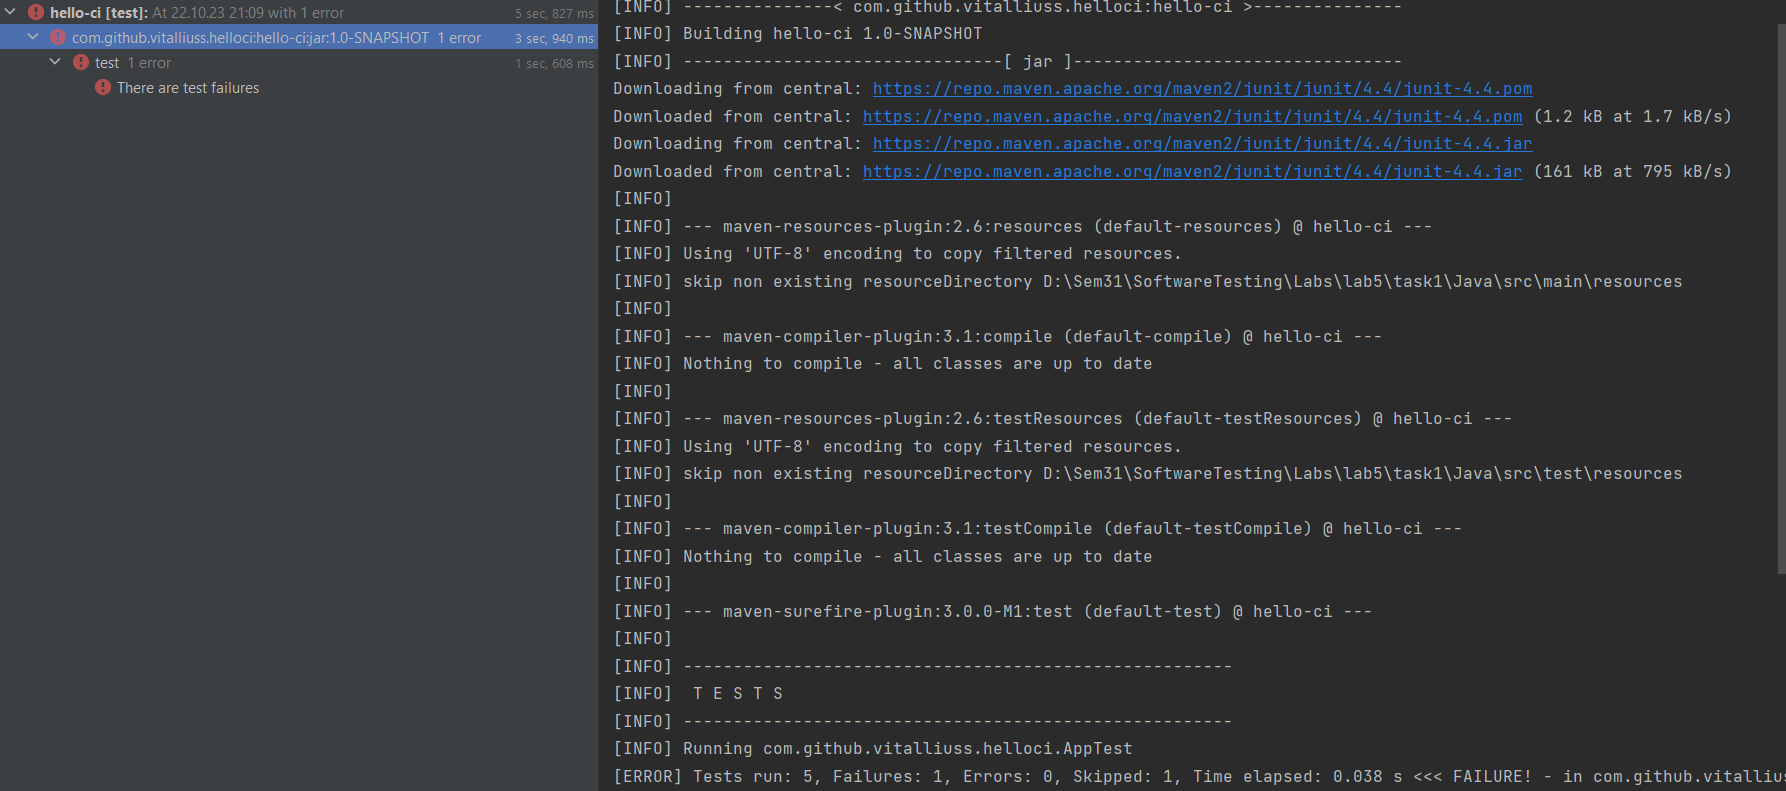 hello-ci [test]: At 22.10.23 21:09 with 1 error 5 sec, 827 ms
com.github.vitalliuss.helloci:hello-ci:jar:1.0-SNAPSHOT 1 error 3 sec, 940 ms
test 1 error 1 sec, 608 ms
There are test failures
[INFO] ---------------< com.github.vitalliuss.helloci:hello-ci >---------------
[INFO] Building hello-ci 1.0-SNAPSHOT
[INFO] --------------------------------[ jar ]---------------------------------
Downloading from central: https://repo.maven.apache.org/maven2/junit/junit/4.4/junit-4.4.pom
Downloaded from central: https://repo.maven.apache.org/maven2/junit/junit/4.4/junit-4.4.pom (1.2 kB at 1.7 kB/s)
Downloading from central: https://repo.maven.apache.org/maven2/junit/junit/4.4/junit-4.4.jar
Downloaded from central: https://repo.maven.apache.org/maven2/junit/junit/4.4/junit-4.4.jar (161 kB at 795 kB/s)
[INFO]
[INFO] --- maven-resources-plugin:2.6:resources (default-resources) @ hello-ci ---
[INFO] Using 'UTF-8' encoding to copy filtered resources.
[INFO] skip non existing resourceDirectory D:\Sem31\SoftwareTesting\Labs\lab5\task1\Java\src\main\resources
[INFO]
[INFO] --- maven-compiler-plugin:3.1:compile (default-compile) @ hello-ci ---
[INFO] Nothing to compile - all classes are up to date
[INFO]
[INFO] --- maven-resources-plugin:2.6:testResources (default-testResources) @ hello-ci ---
[INFO] Using 'UTF-8' encoding to copy filtered resources.
[INFO] skip non existing resourceDirectory D:\Sem31\SoftwareTesting\Labs\lab5\task1\Java\src\test\resources
[INFO]
[INFO] --- maven-compiler-plugin:3.1:testCompile (default-testCompile) @ hello-ci ---
[INFO] Nothing to compile - all classes are up to date
[INFO]
[INFO] --- maven-surefire-plugin:3.0.0-M1:test (default-test) @ hello-ci ---
[INFO]
[INFO] -------------------------------------------------------
[INFO]  T E S T S
[INFO] -------------------------------------------------------
[INFO] Running com.github.vitalliuss.helloci.AppTest
[ERROR] Tests run: 5, Failures: 1, Errors: 0, Skipped: 1, Time elapsed: 0.038 s <<< FAILURE! - in com.github.vitallius